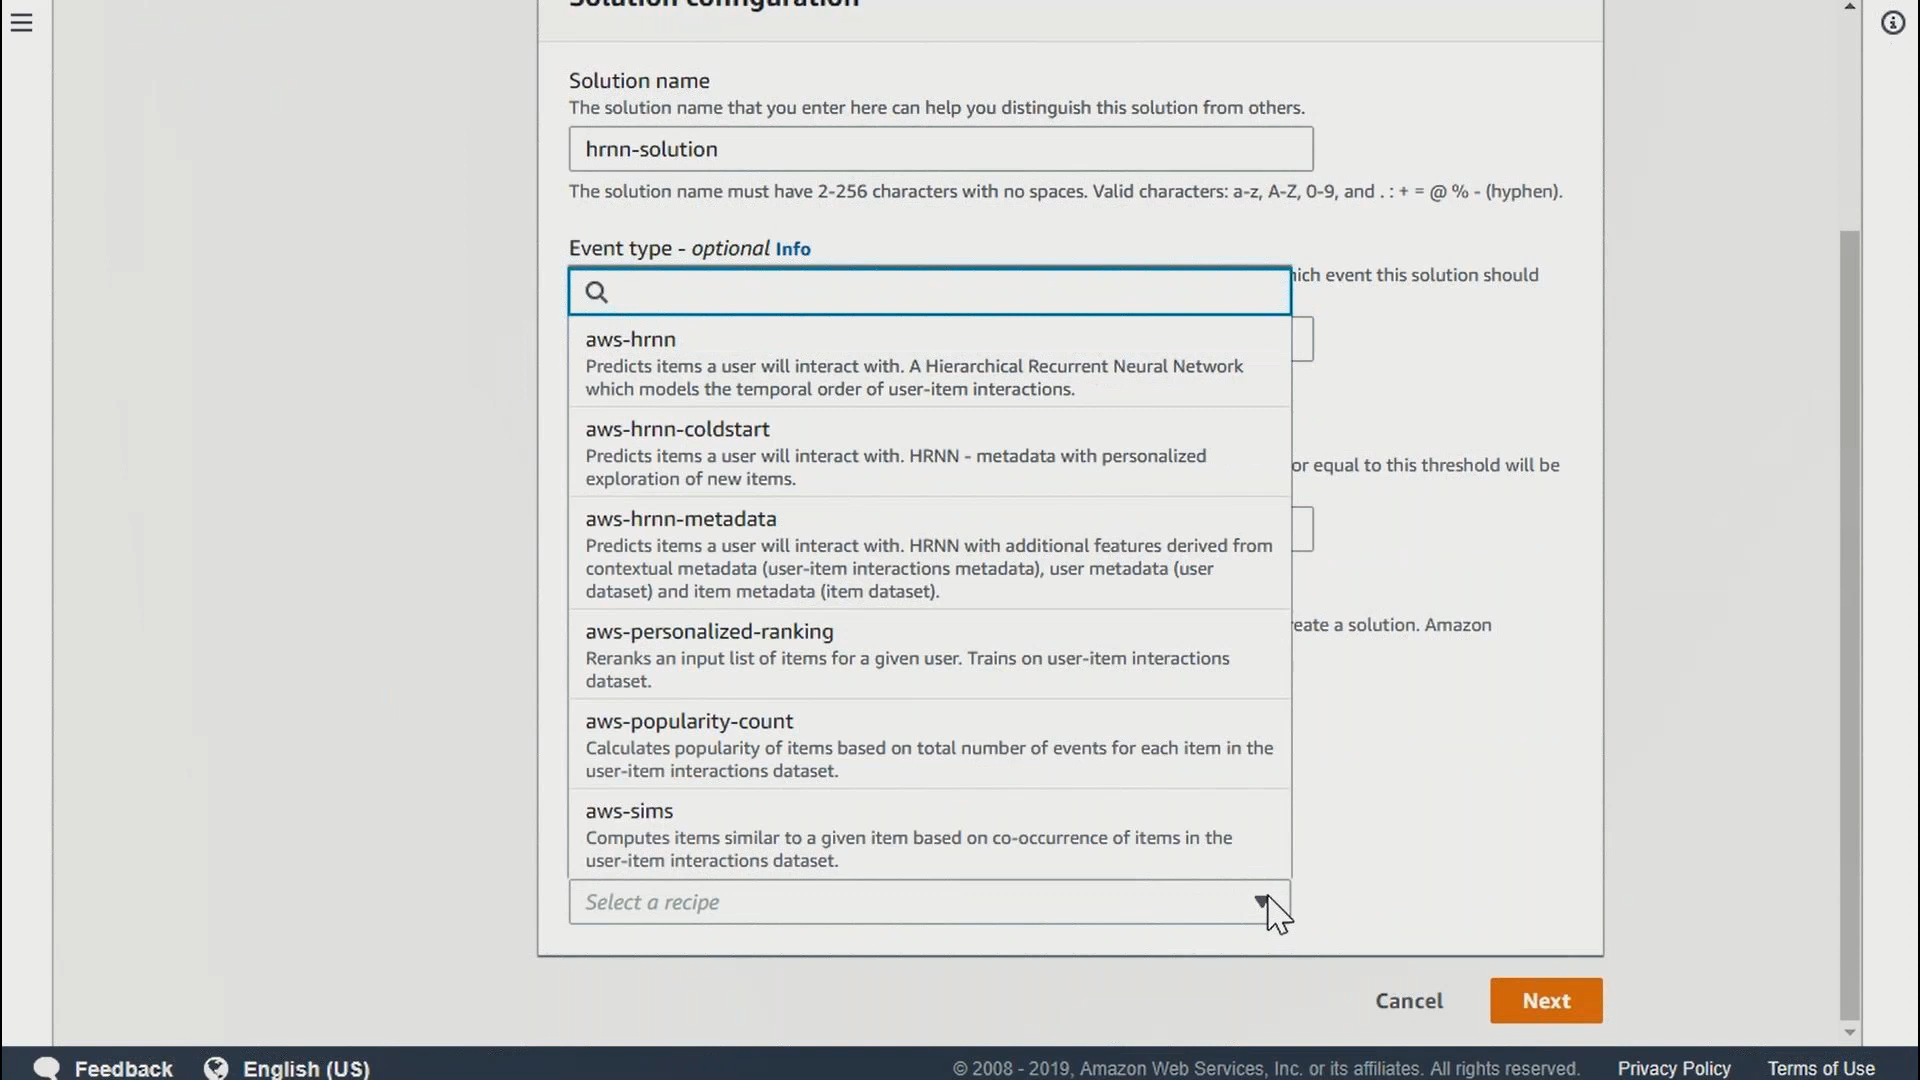 Solution configuration
Solution name
The solution name that you enter here can help you distinguish this solution from others.
hrnn-solution
The solution name must have 2-256 characters with no spaces. Valid characters: a-z, A-Z, 0-9, and . : + = @ % - (hyphen).
Event type - optional Info
which event this solution should
aws-hrnn
Predicts items a user will interact with. A Hierarchical Recurrent Neural Network
which models the temporal order of user-item interactions.
aws-hrnn-coldstart
Predicts items a user will interact with. HRNN - metadata with personalized
or equal to this threshold will be
exploration of new items.
aws-hrnn-metadata
Predicts items a user will interact with. HRNN with additional features derived from
contextual metadata (user-item interactions metadata), user metadata (user
dataset) and item metadata (item dataset).
aws-personalized-ranking
reate a solution. Amazon
Reranks an input list of items for a given user. Trains on user-item interactions
dataset.
aws-popularity-count
Calculates popularity of items based on total number of events for each item in the
user-item interactions dataset.
aws-sims
Computes items similar to a given item based on co-occurrence of items in the
user-item interactions dataset.
Select a recipe
Cancel Next
Feedback English (US) © 2008 - 2019, Amazon Web Services, Inc. or its affiliates. All rights reserved. Privacy Policy Terms of Use